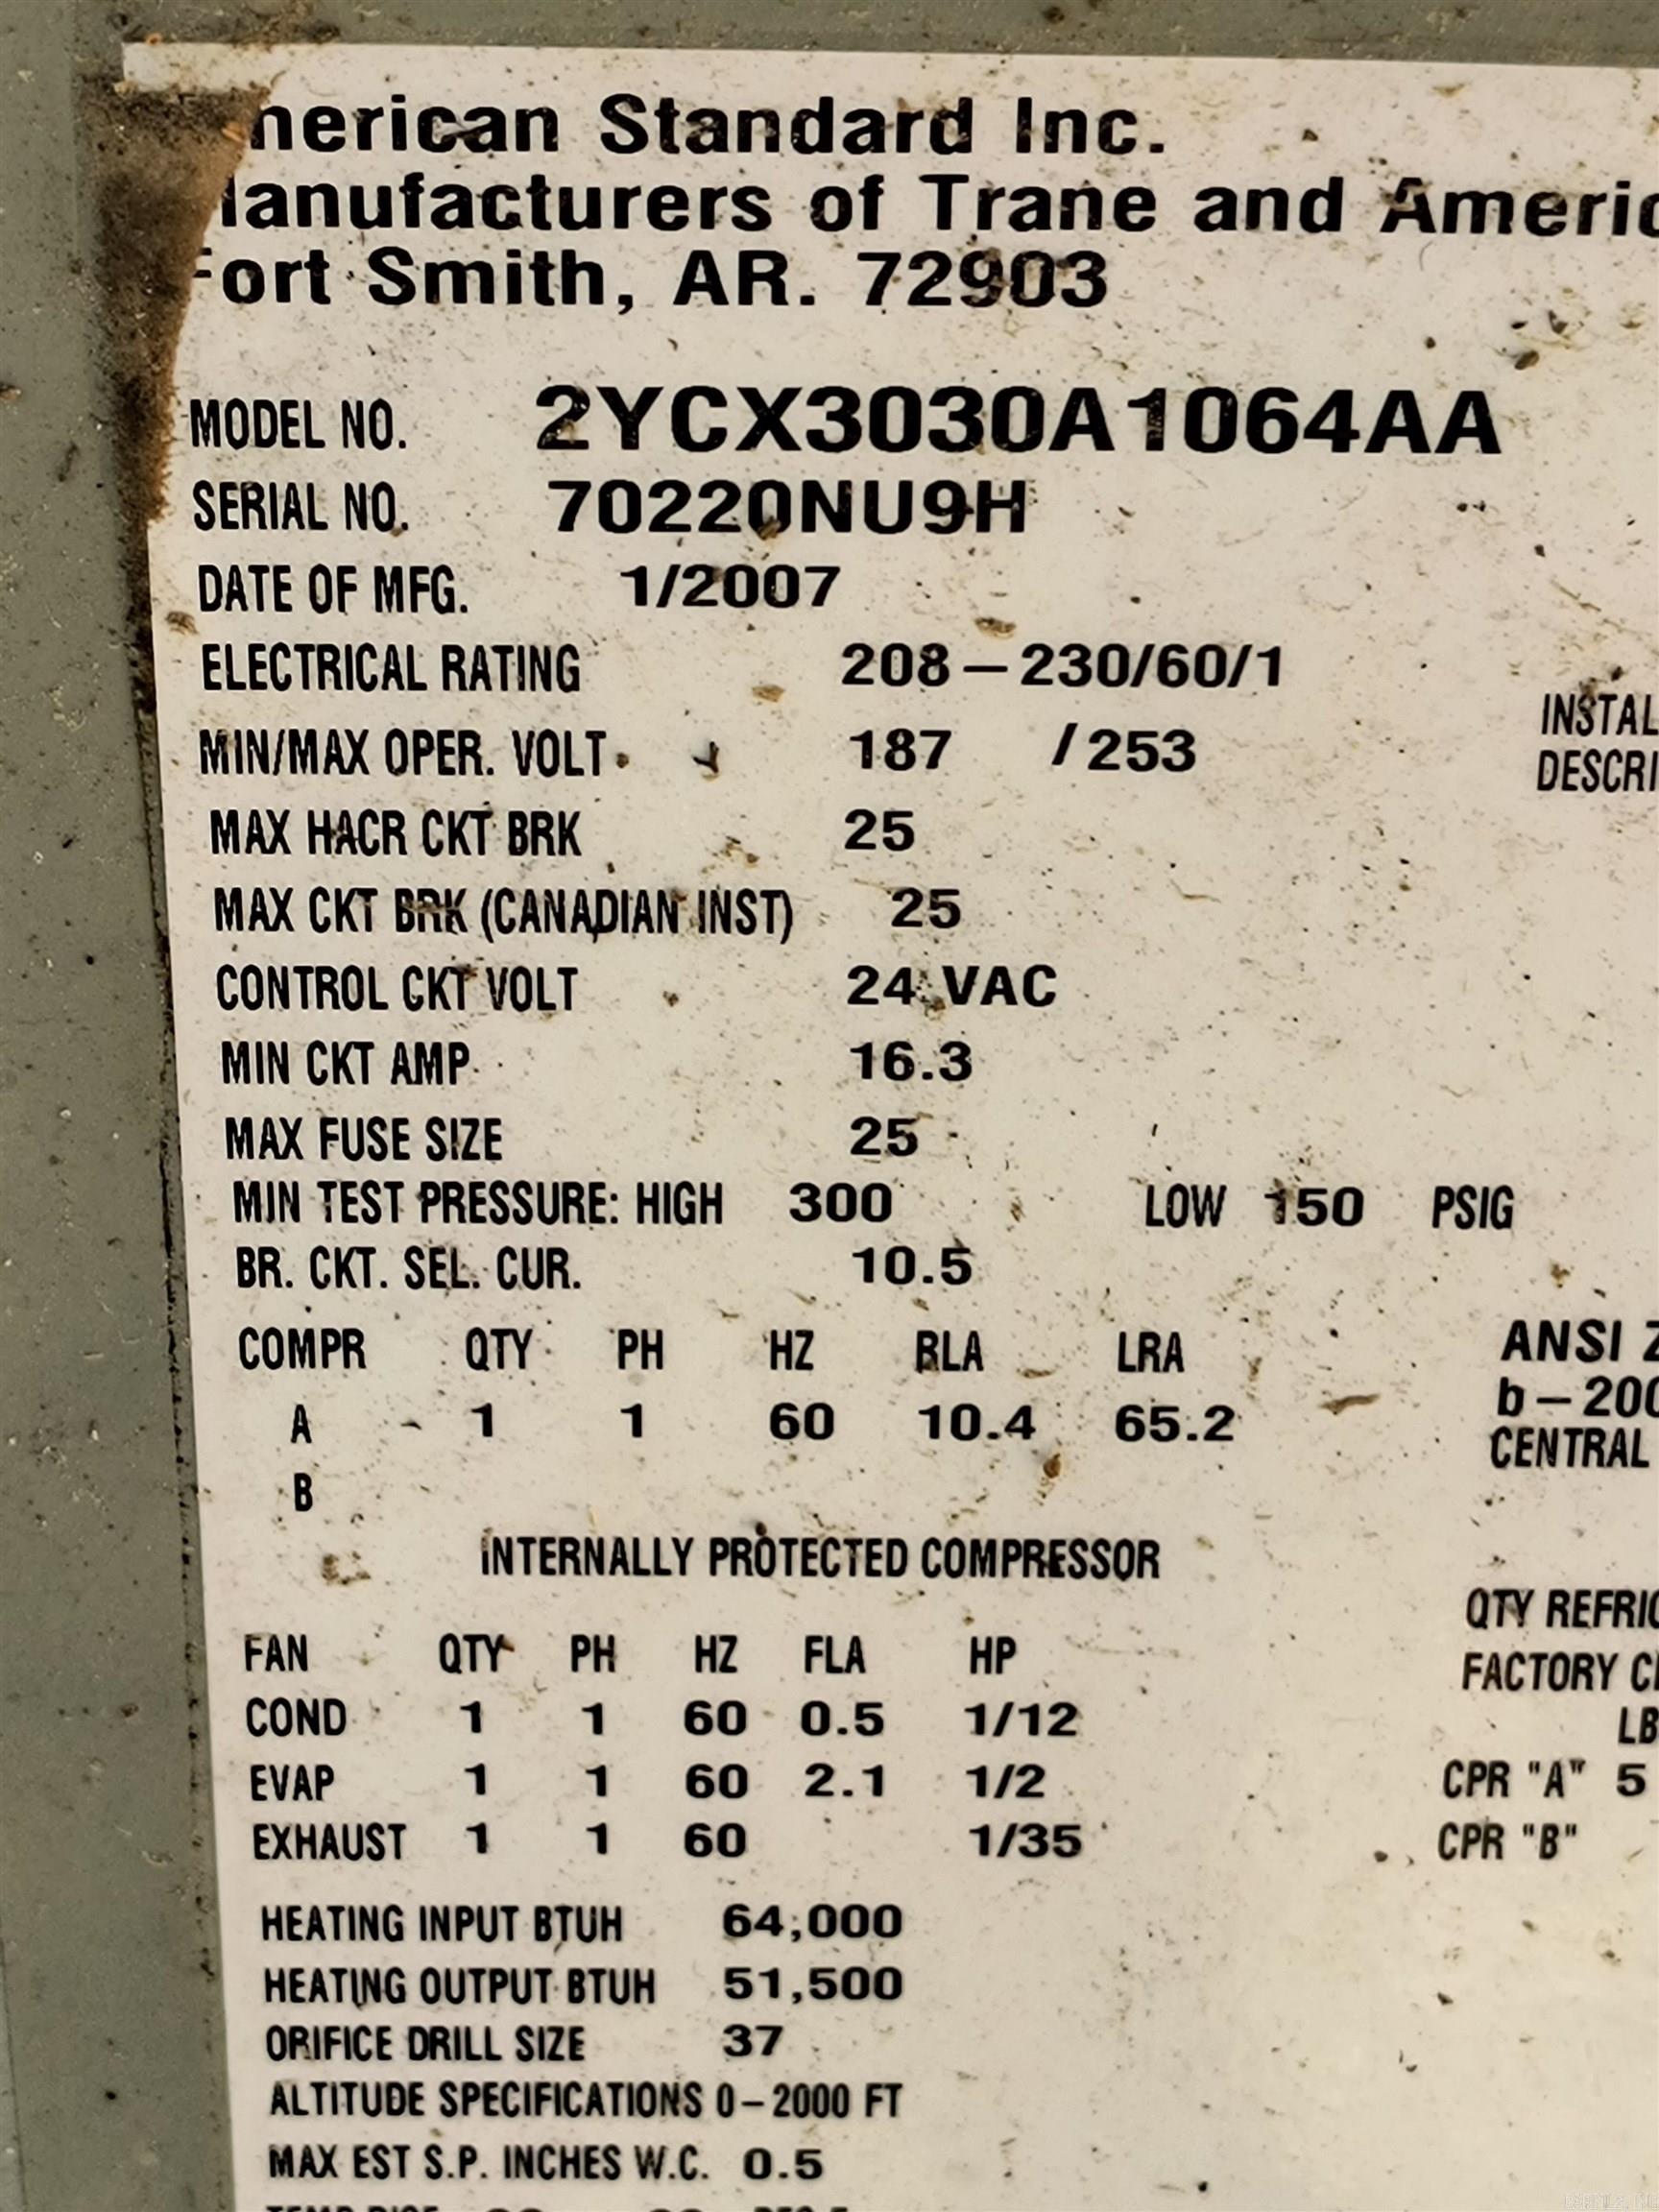 merican Standard Inc.
anufacturers of Trane and Americ
Fort Smith, AR. 72903
MODEL NO. 2YCX3030A1064AA
SERIAL NO. 70220NU9H
DATE OF MFG. 1/2007
ELECTRICAL RATING 208-230/60/1
INSTAL
MIN/MAX OPER. VOLT. 187 /253
DESCRI
MAX HACR CKT BRK 25
MAX CKT BRK (CANADIAN INST) 25
CONTROL CKT VOLT 24 VAC
MIN CKT AMP 16.3
MAX FUSE SIZE 25
MIN TEST PRESSURE: HIGH 300 LOW 150 PSIG
BR. CKT. SEL. CUR. 10.5
COMPR QTY PH HZ RLA LRA
ANSI Z
A 1 1 60 10.4 65.2
b-200
CENTRAL
B
INTERNALLY PROTECTED COMPRESSOR
QTY REFRIG
FAN QTY PH HZ FLA HP
FACTORY C
COND 1 1 60 0.5 1/12
LB
EVAP 1 1 60 2.1 1/2
CPR "A" 5
EXHAUST 1 1 60 1/35
CPR "B"
HEATING INPUT BTUH 64,000
HEATING OUTPUT BTUH 51,500
ORIFICE DRILL SIZE 37
ALTITUDE SPECIFICATIONS 0-2000 FT
MAX EST S.P. INCHES W.C. 0.5